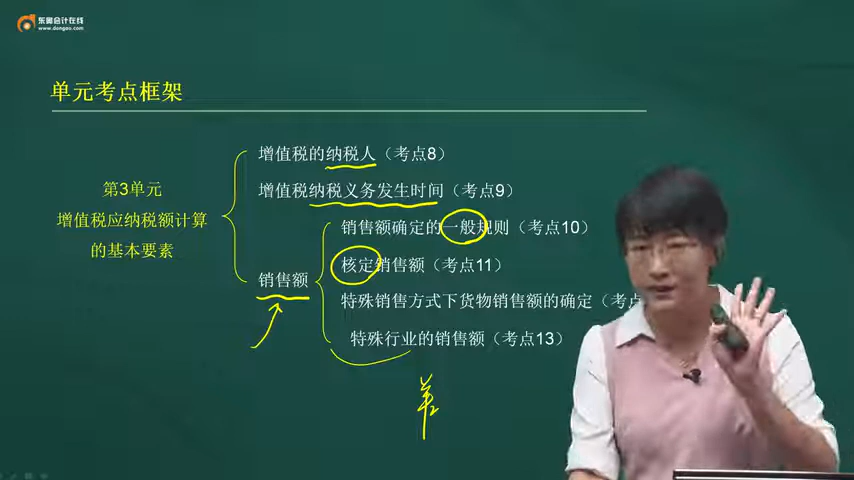 东奥会计在线
www.dongao.com
单元考点框架
第3单元
增值税应纳税额计算
的基本要素
增值税的纳税人（考点8）
增值税纳税义务发生时间（考点9）
销售额
销售额确定的一般规则（考点10）
核定销售额（考点11）
特殊销售方式下货物销售额的确定（考点
特殊行业的销售额（考点13）